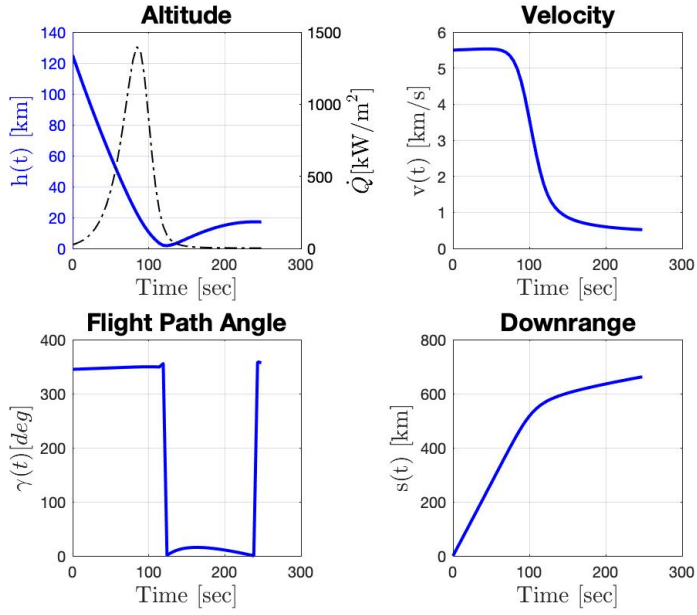 Altitude
140
120
100
80
60
40
20
0
h(t) [km]
1500
1000
500
0
Q̇[kW/m²]
0 100 200 300
Time [sec]
Velocity
6
5
4
3
2
1
0
v(t) [km/s]
0 100 200 300
Time [sec]
Flight Path Angle
400
300
200
100
0
γ(t)[deg]
0 100 200 300
Time [sec]
Downrange
800
600
400
200
0
s(t) [km]
0 100 200 300
Time [sec]